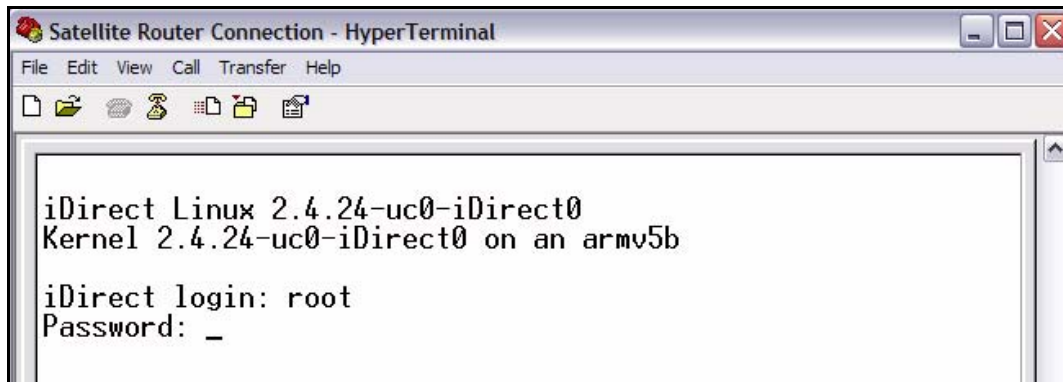 Satellite Router Connection - HyperTerminal
File Edit View Call Transfer Help
iDirect Linux 2.4.24-uc0-iDirect0
Kernel 2.4.24-uc0-iDirect0 on an armv5b
iDirect login: root
Password: _